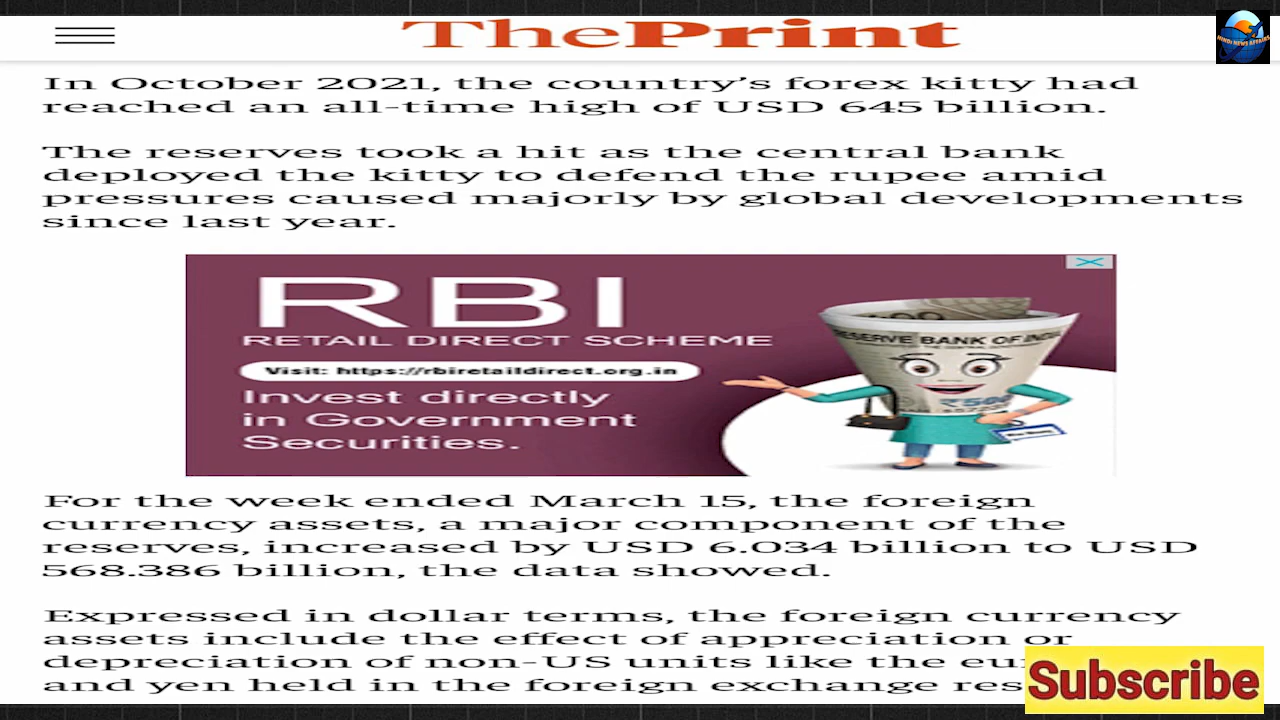 ThePrint
HINDI NEWS AFFAIRS
In October 2021, the country's forex kitty had
reached an all-time high of USD 645 billion.
The reserves took a hit as the central bank
deployed the kitty to defend the rupee amid
pressures caused majorly by global developments
since last year.
RBI
RETAIL DIRECT SCHEME
Visit: https://rbiretaildirect.org.in
Invest directly
in Government
Securities.
RESERVE BANK OF INDIA
₹500
For the week ended March 15, the foreign
currency assets, a major component of the
reserves, increased by USD 6.034 billion to USD
568.386 billion, the data showed.
Expressed in dollar terms, the foreign currency
assets include the effect of appreciation or
depreciation of non-US units like the
and yen held in the foreign exchange
Subscribe